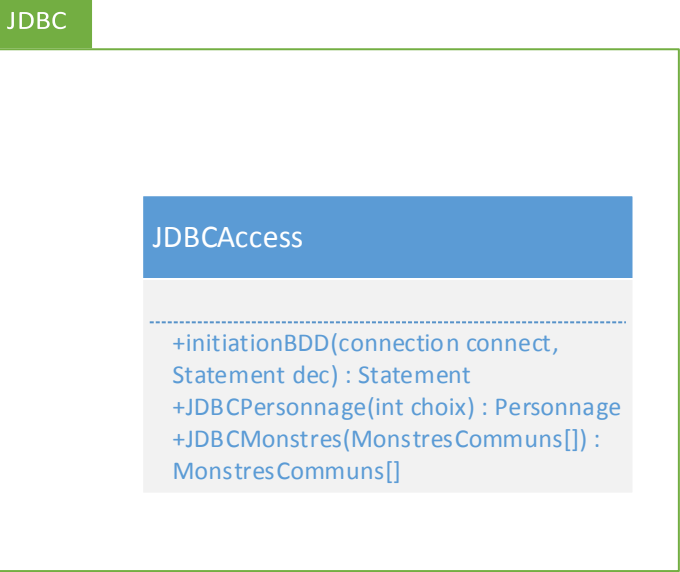 JDBC
JDBCAccess
+initiationBDD(connection connect,
Statement dec) : Statement
+JDBCPersonnage(int choix) : Personnage
+JDBCMonstres(MonstresCommuns[]) :
MonstresCommuns[]